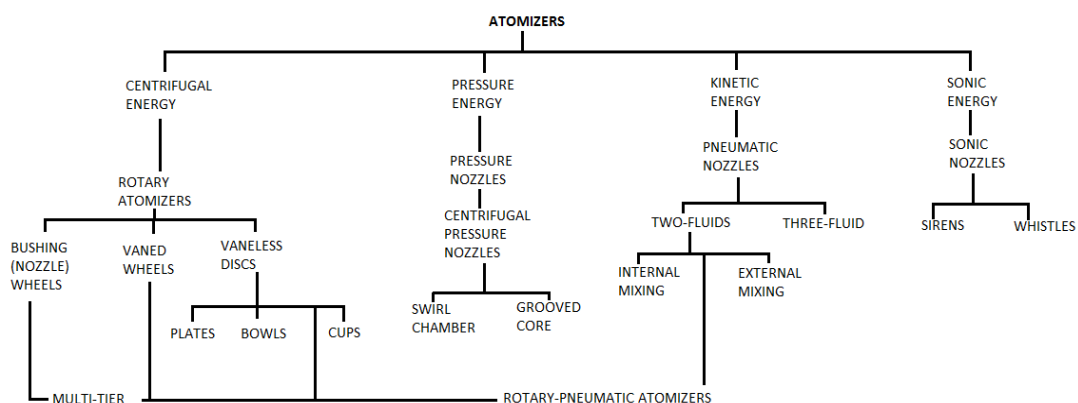 ATOMIZERS
CENTRIFUGAL
ENERGY
PRESSURE
ENERGY
KINETIC
ENERGY
SONIC
ENERGY
PRESSURE
NOZZLES
PNEUMATIC
NOZZLES
SONIC
NOZZLES
ROTARY
ATOMIZERS
CENTRIFUGAL
PRESSURE
NOZZLES
TWO-FLUIDS
THREE-FLUID
SIRENS
WHISTLES
BUSHING
(NOZZLE)
WHEELS
VANED
WHEELS
VANELESS
DISCS
INTERNAL
MIXING
EXTERNAL
MIXING
SWIRL
CHAMBER
GROOVED
CORE
PLATES
BOWLS
CUPS
MULTI-TIER
ROTARY-PNEUMATIC ATOMIZERS